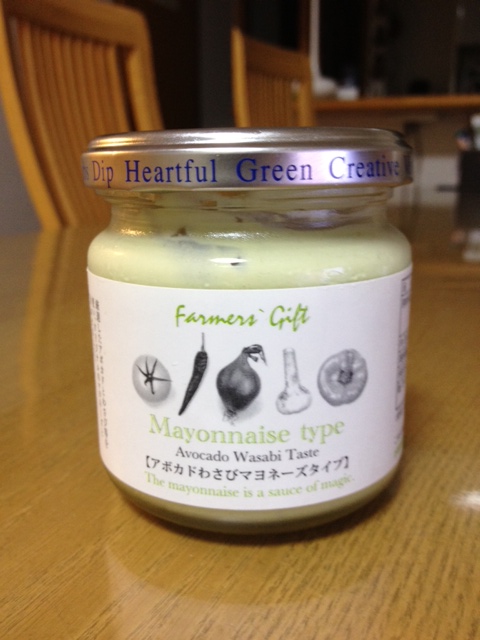 Dip Heartful Green Creative
Farmers` Gift
Mayonnaise type
Avocado Wasabi Taste
【アボカドわさびマヨネーズタイプ】
The mayonnaise is a sauce of magic.